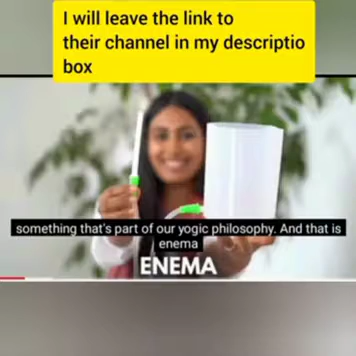 I will leave the link to
their channel in my descriptio
box
something that's part of our yogic philosophy. And that is
enema
ENEMA